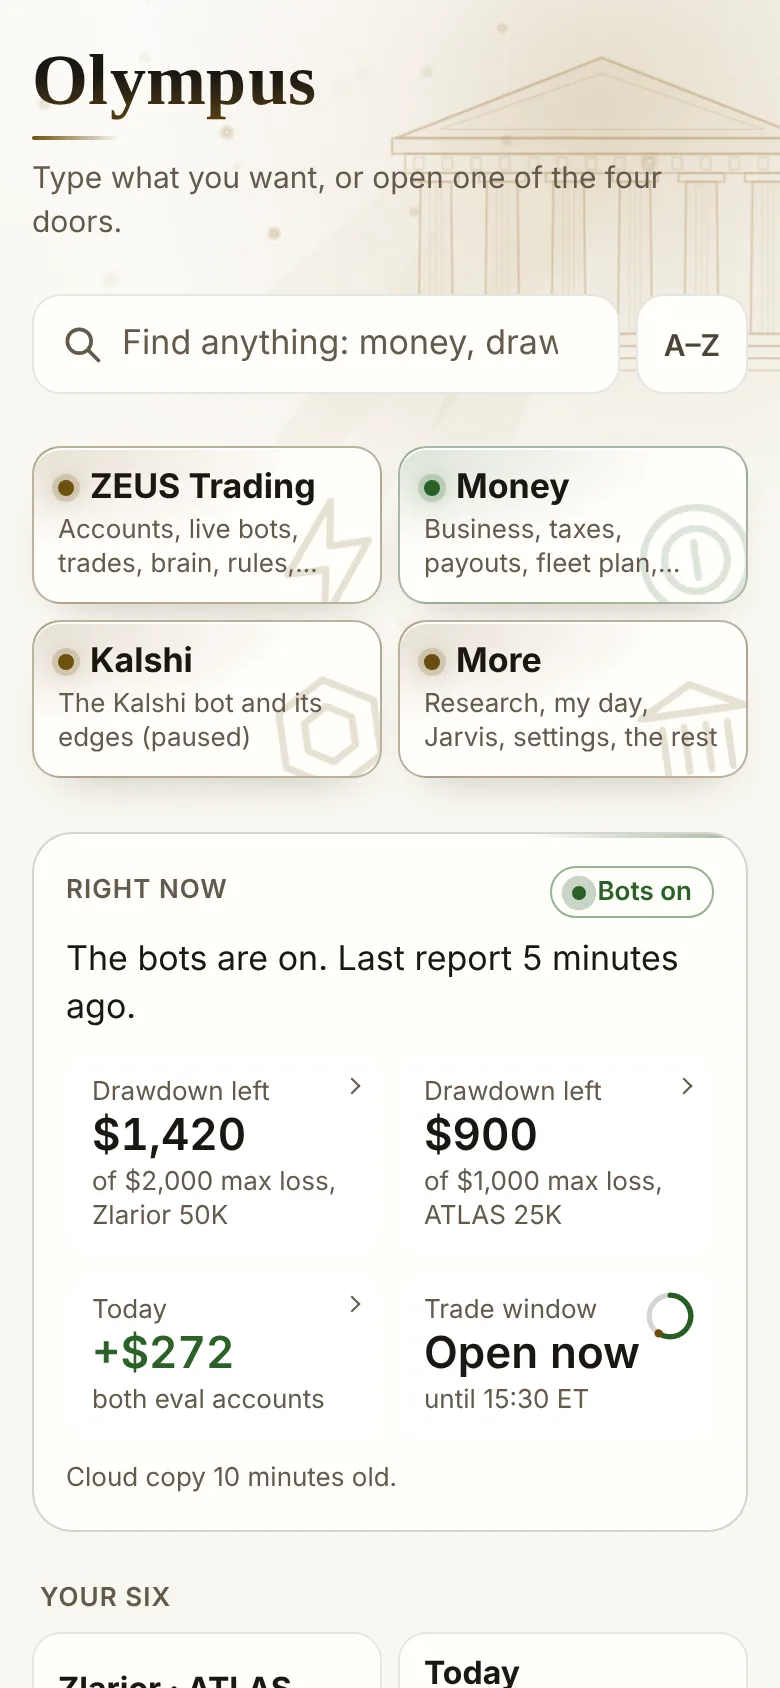 Olympus
Type what you want, or open one of the four
doors.
Find anything: money, draw
A–Z
ZEUS Trading
Accounts, live bots,
trades, brain, rules,...
Money
Business, taxes,
payouts, fleet plan,...
Kalshi
The Kalshi bot and its
edges (paused)
More
Research, my day,
Jarvis, settings, the rest
RIGHT NOW
Bots on
The bots are on. Last report 5 minutes
ago.
Drawdown left
$1,420
of $2,000 max loss,
Zlarior 50K
Drawdown left
$900
of $1,000 max loss,
ATLAS 25K
Today
+$272
both eval accounts
Trade window
Open now
until 15:30 ET
Cloud copy 10 minutes old.
YOUR SIX
Zlarior · ATLAS
Today